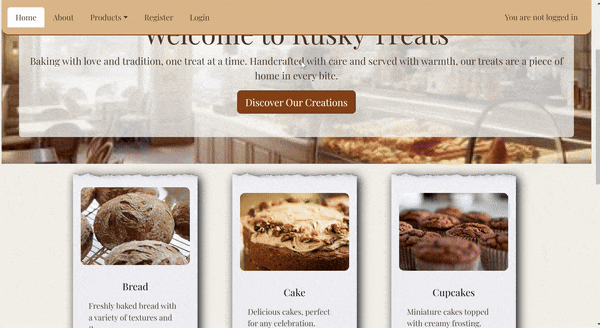 Home About Products Register Login You are not logged in
Welcome to Rusky Treats
Baking with love and tradition, one treat at a time. Handcrafted with care and served with warmth, our treats are a piece of
home in every bite.
Discover Our Creations
Bread
Freshly baked bread with
a variety of textures and
Cake
Delicious cakes, perfect
for any celebration.
Cupcakes
Miniature cakes topped
with creamy frosting.